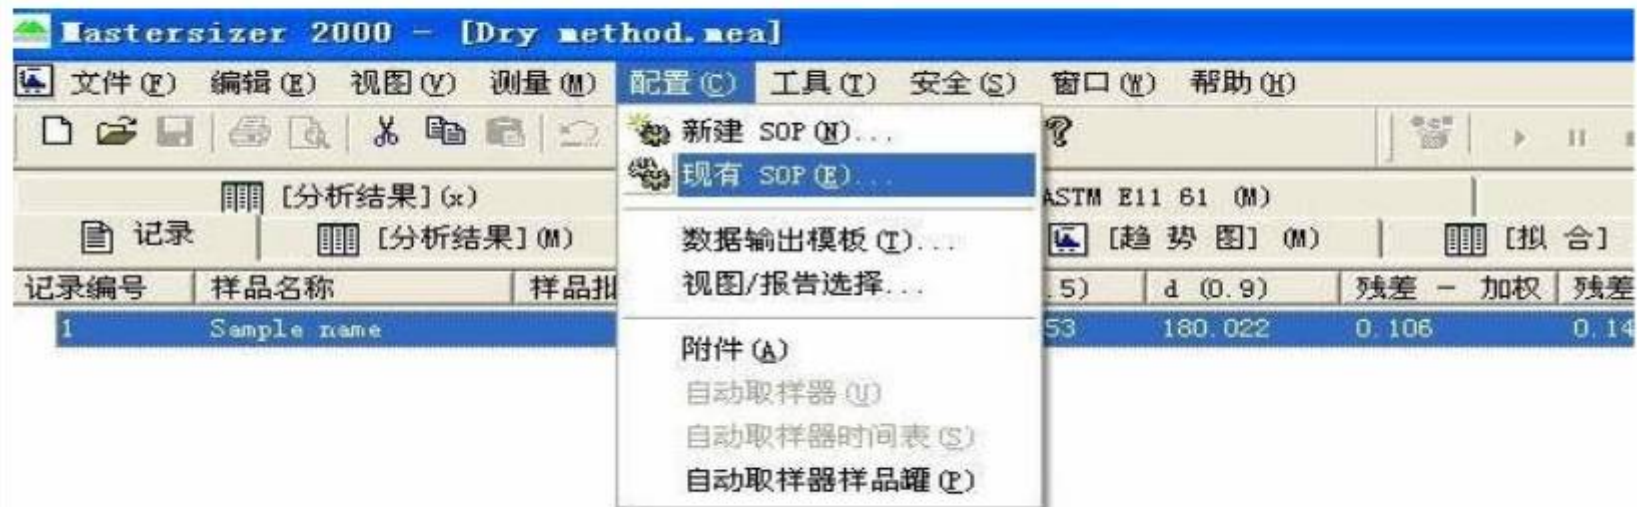 Mastersizer 2000 - [Dry method.mea]
文件(F) 编辑(E) 视图(V) 测量(M) 配置(C) 工具(T) 安全(S) 窗口(W) 帮助(H)
新建 SOP(N)...
现有 SOP(E)...
[分析结果](x) ASTM E11 61 (M)
记录 [分析结果](M) 数据输出模板(T)... [趋 势 图] (M) [拟 合]
记录编号 样品名称 样品批 视图/报告选择... .5) d (0.9) 残差 - 加权 残差
1 Sample name 53 180.022 0.106 0.14
附件(A)
自动取样器(U)
自动取样器时间表(S)
自动取样器样品罐(P)